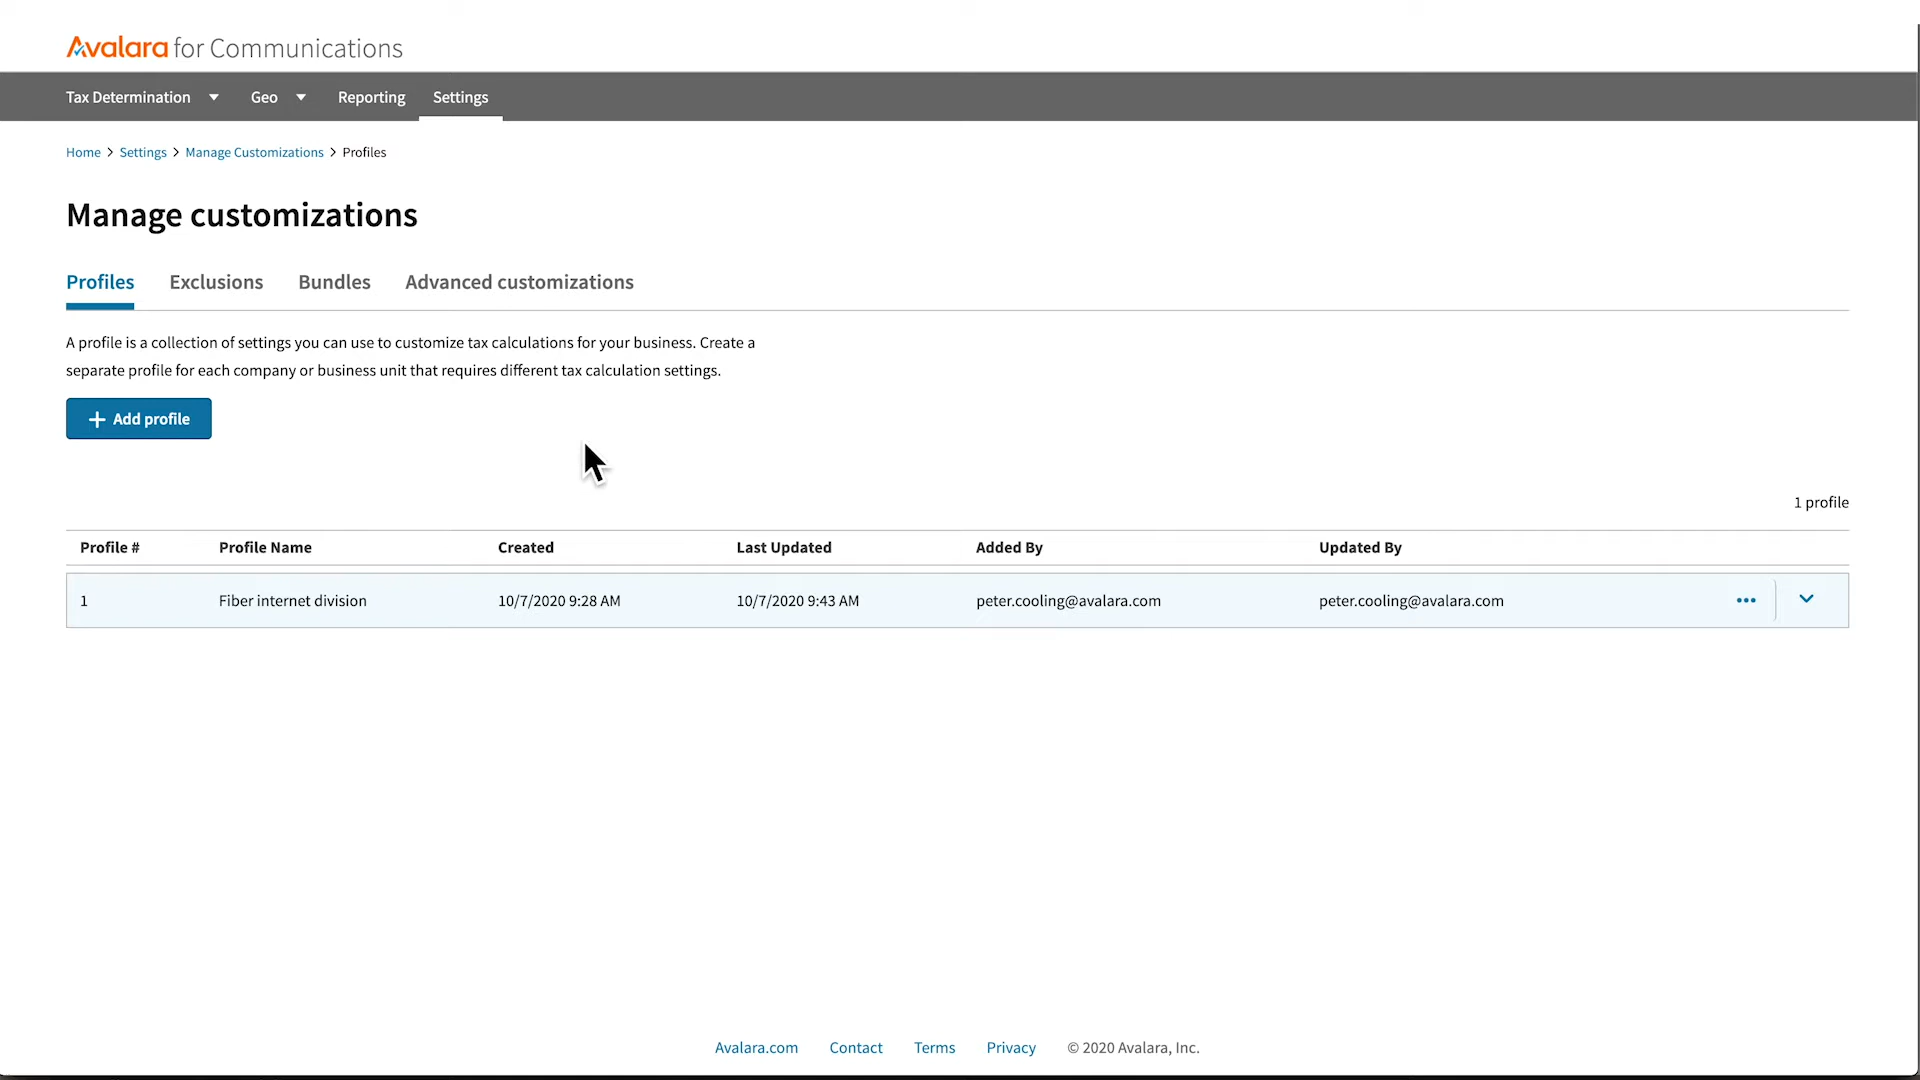 Avalara for Communications
Tax Determination Geo Reporting Settings
Home > Settings > Manage Customizations > Profiles
Manage customizations
Profiles Exclusions Bundles Advanced customizations
A profile is a collection of settings you can use to customize tax calculations for your business. Create a
separate profile for each company or business unit that requires different tax calculation settings.
+ Add profile
1 profile
Profile # Profile Name Created Last Updated Added By Updated By
1 Fiber internet division 10/7/2020 9:28 AM 10/7/2020 9:43 AM peter.cooling@avalara.com peter.cooling@avalara.com
Avalara.com Contact Terms Privacy © 2020 Avalara, Inc.